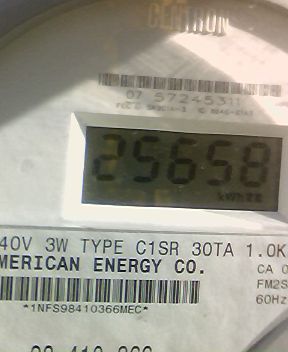 CENTRON
07 57245311
25658
kWh
40V 3W TYPE C1SR 30TA 1.0K
MERICAN ENERGY CO.
CA 0
FM2S
60Hz
*1NFS98410366MEC*